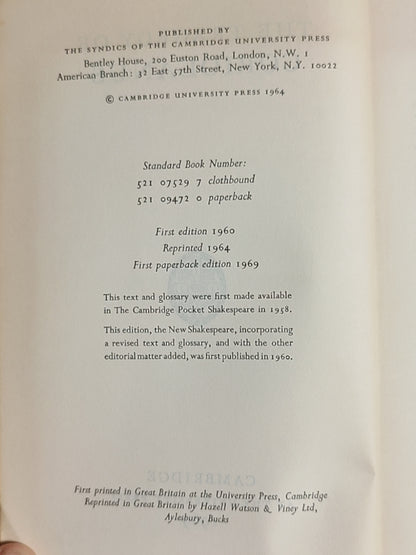 PUBLISHED BY
THE SYNDICS OF THE CAMBRIDGE UNIVERSITY PRESS
Bentley House, 200 Euston Road, London, N.W. 1
American Branch: 32 East 57th Street, New York, N.Y. 10022
© CAMBRIDGE UNIVERSITY PRESS 1964
Standard Book Number:
521 07529 7 clothbound
521 09472 0 paperback
First edition 1960
Reprinted 1964
First paperback edition 1969
This text and glossary were first made available
in The Cambridge Pocket Shakespeare in 1958.
This edition, the New Shakespeare, incorporating
a revised text and glossary, and with the other
editorial matter added, was first published in 1960.
CAMBRIDGE
First printed in Great Britain at the University Press, Cambridge
Reprinted in Great Britain by Hazell Watson & Viney Ltd,
Aylesbury, Bucks